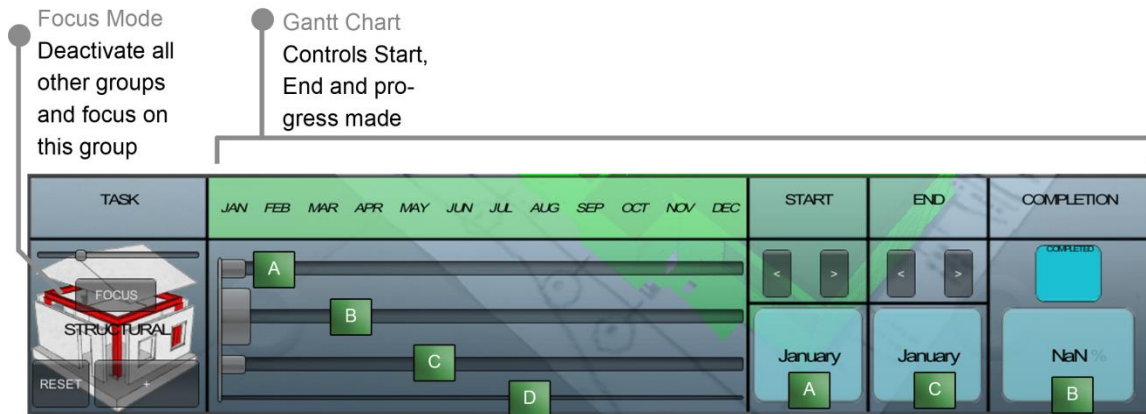 Focus Mode
Deactivate all
other groups
and focus on
this group
Gantt Chart
Controls Start,
End and pro-
gress made
TASK
JAN FEB MAR APR MAY JUN JUL AUG SEP OCT NOV DEC
START
END
COMPLETION
COMPLETED
A
< > < >
FOCUS
B
STRUCTURAL
C
January
January
NaN %
RESET
+
D
A
C
B